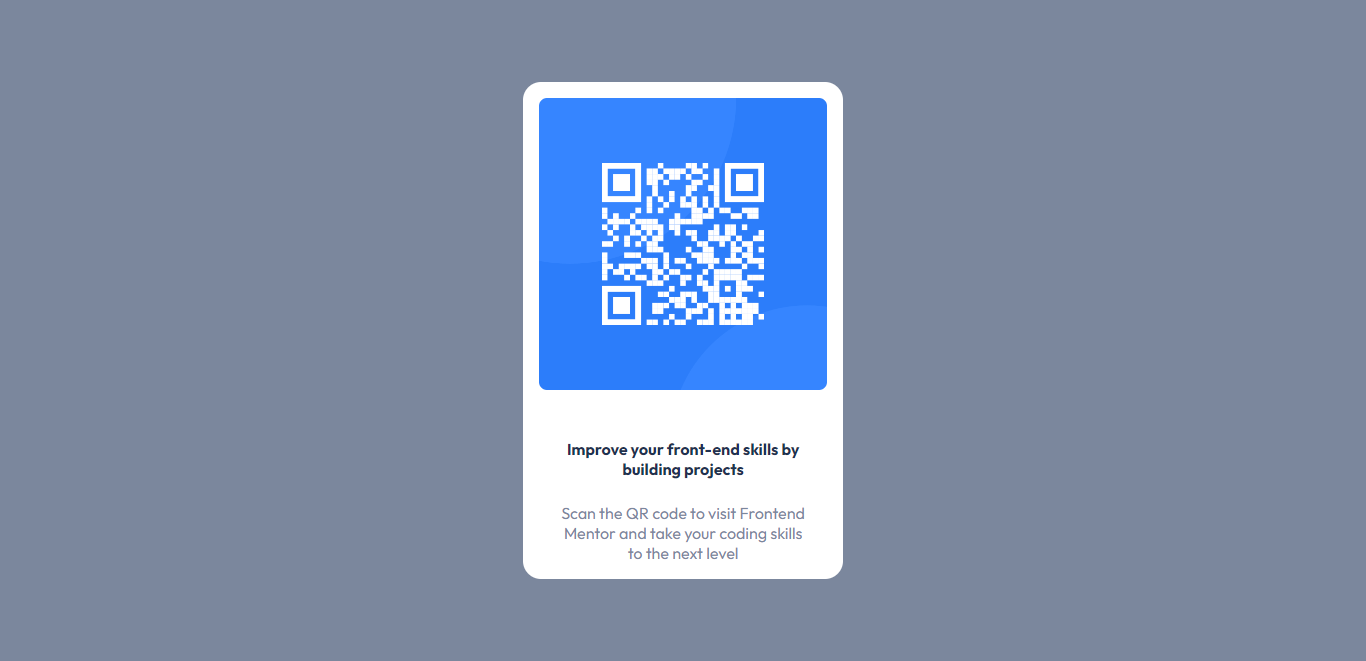 Improve your front-end skills by
building projects
Scan the QR code to visit Frontend
Mentor and take your coding skills
to the next level